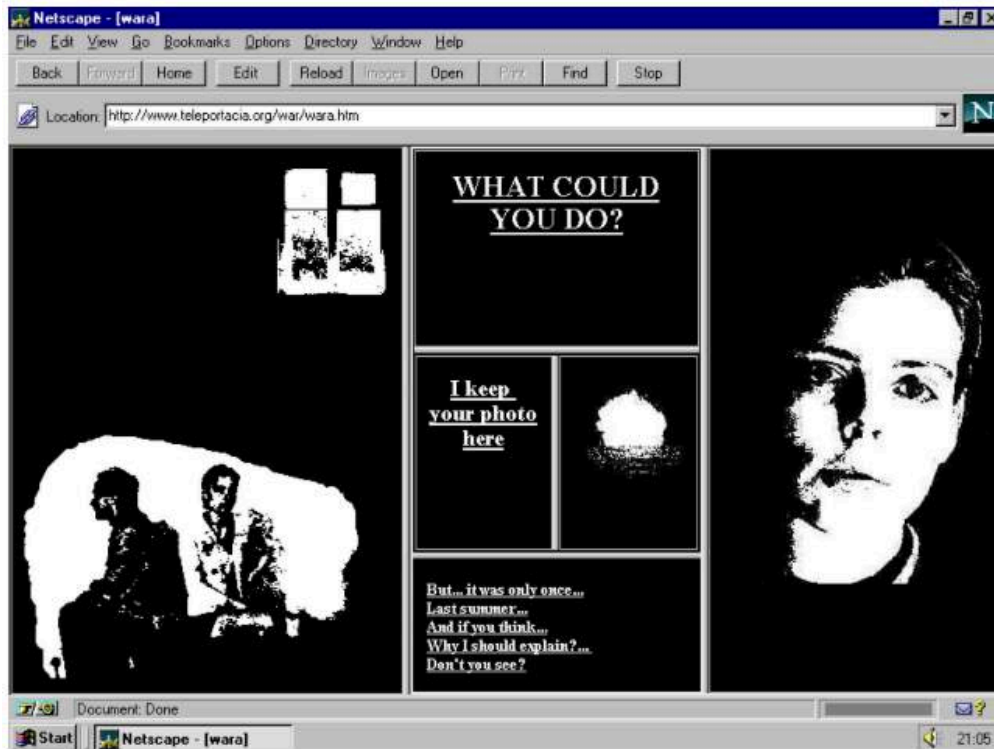 Netscape - [wara]
File Edit View Go Bookmarks Options Directory Window Help
Back Forward Home Edit Reload Images Open Print Find Stop
Location: http://www.teleportacia.org/war/wara.htm
N
WHAT COULD
YOU DO?
I keep
your photo
here
But... it was only once...
Last summer...
And if you think...
Why I should explain?...
Don't you see?
Document: Done
Start Netscape - [wara] 21:05